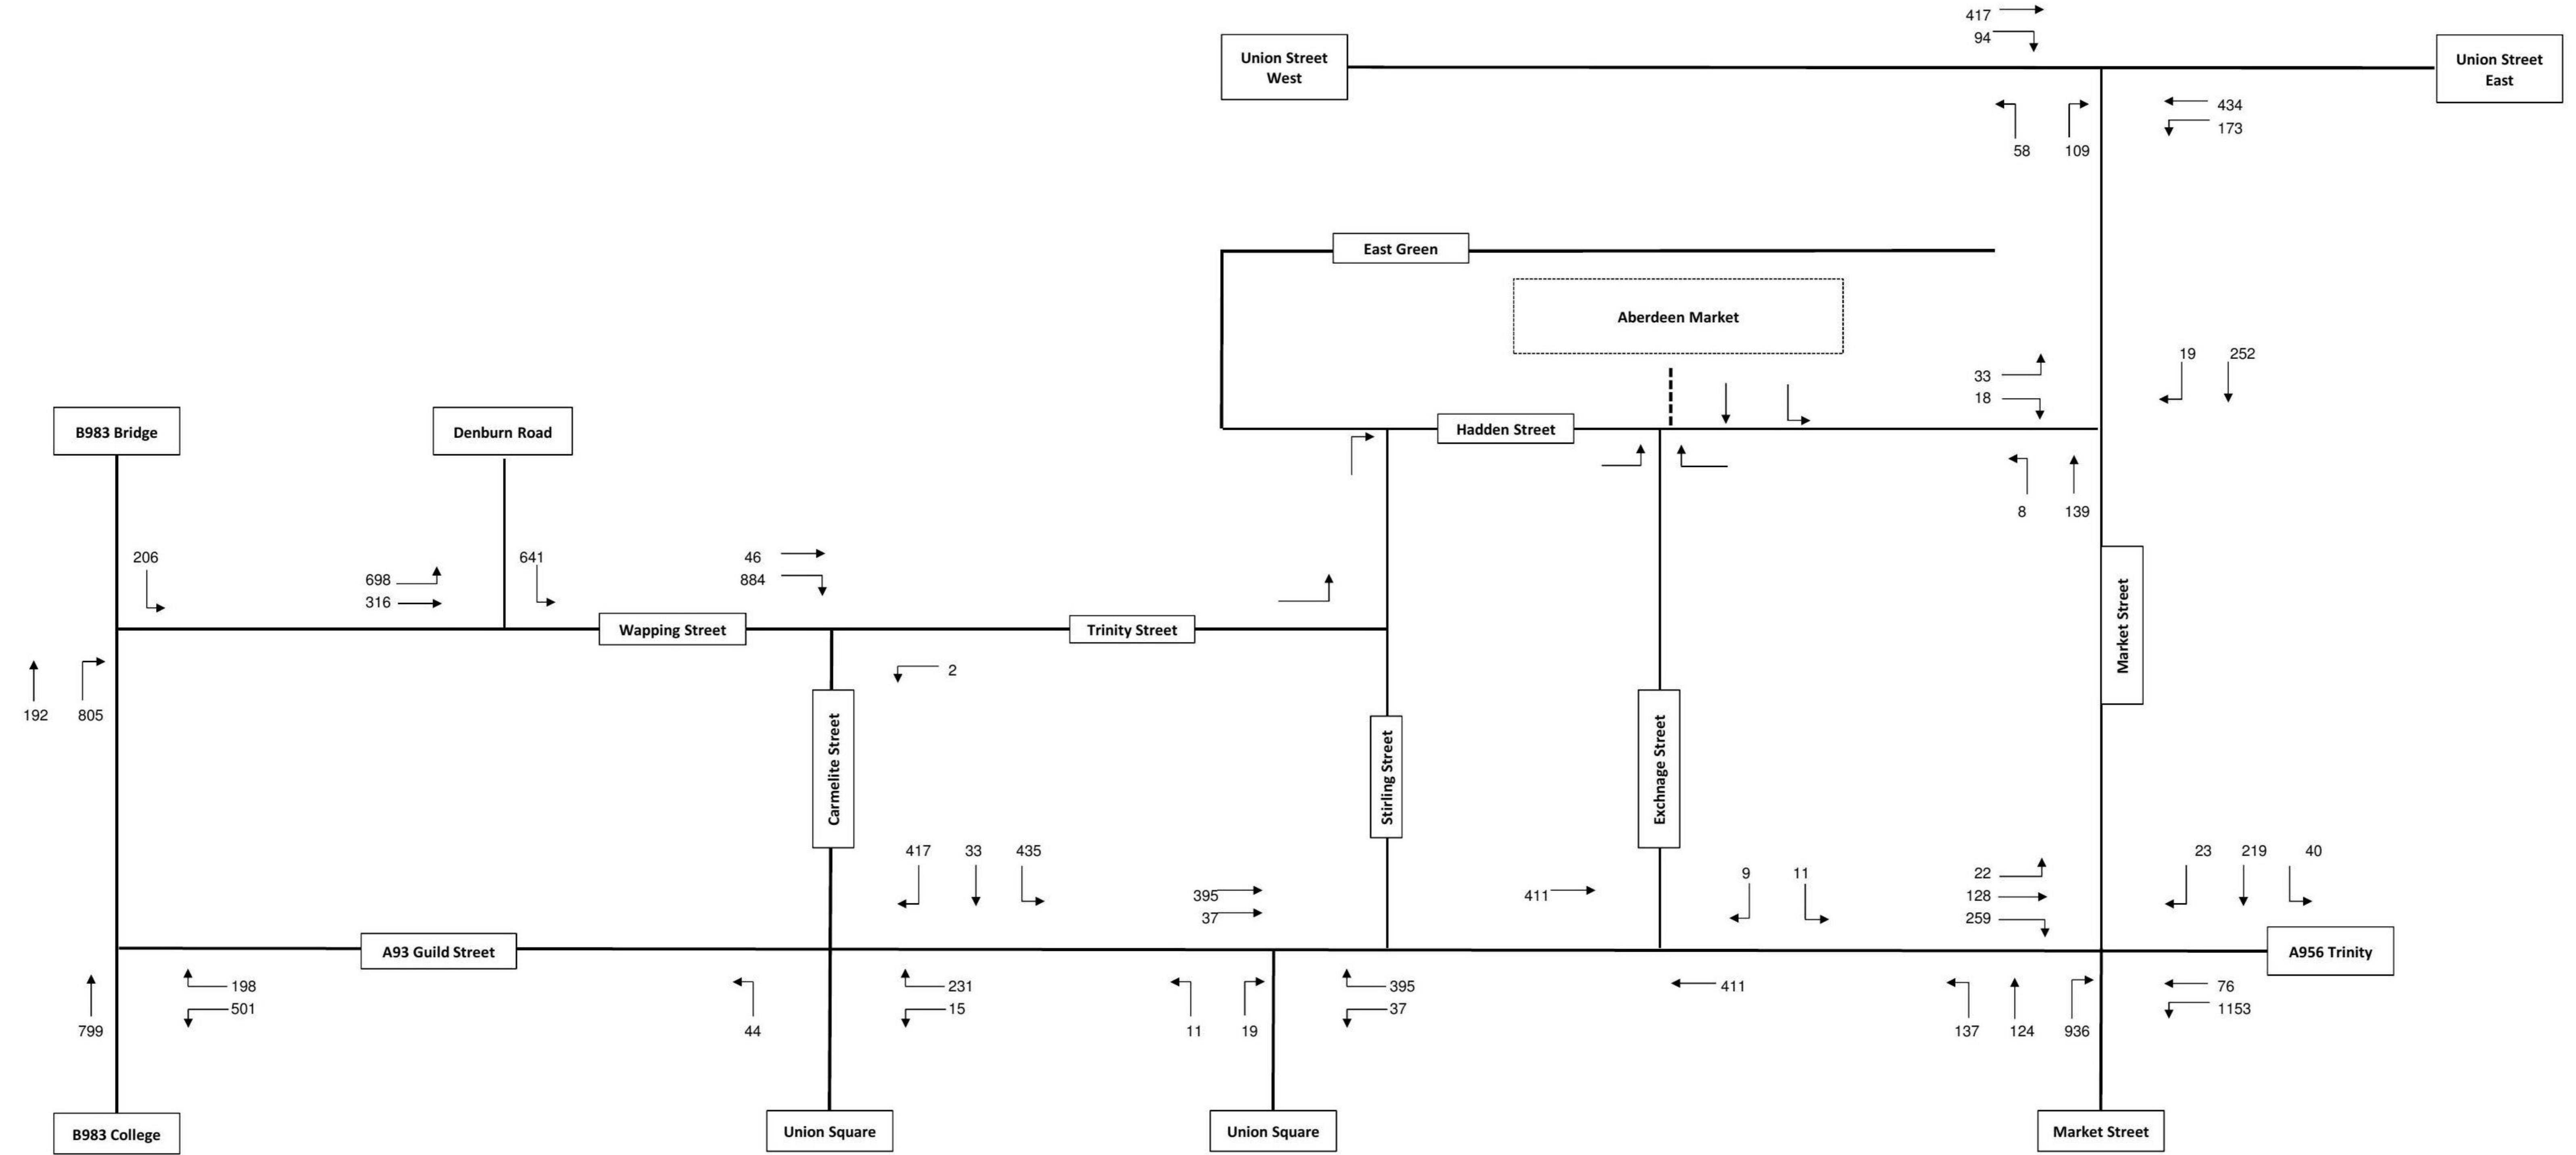 417
94
Union Street
West
Union Street
East
58
109
434
173
East Green
Aberdeen Market
33
18
19
252
B983 Bridge
Denburn Road
Hadden Street
8
139
206
698
316
641
46
884
Wapping Street
Trinity Street
Market Street
2
192
805
Carmelite Street
Stirling Street
Exchnage Street
417
33
435
395
37
411
9
11
22
128
259
23
219
40
A93 Guild Street
A956 Trinity
799
198
501
44
231
15
11
19
395
37
411
137
124
936
76
1153
B983 College
Union Square
Union Square
Market Street